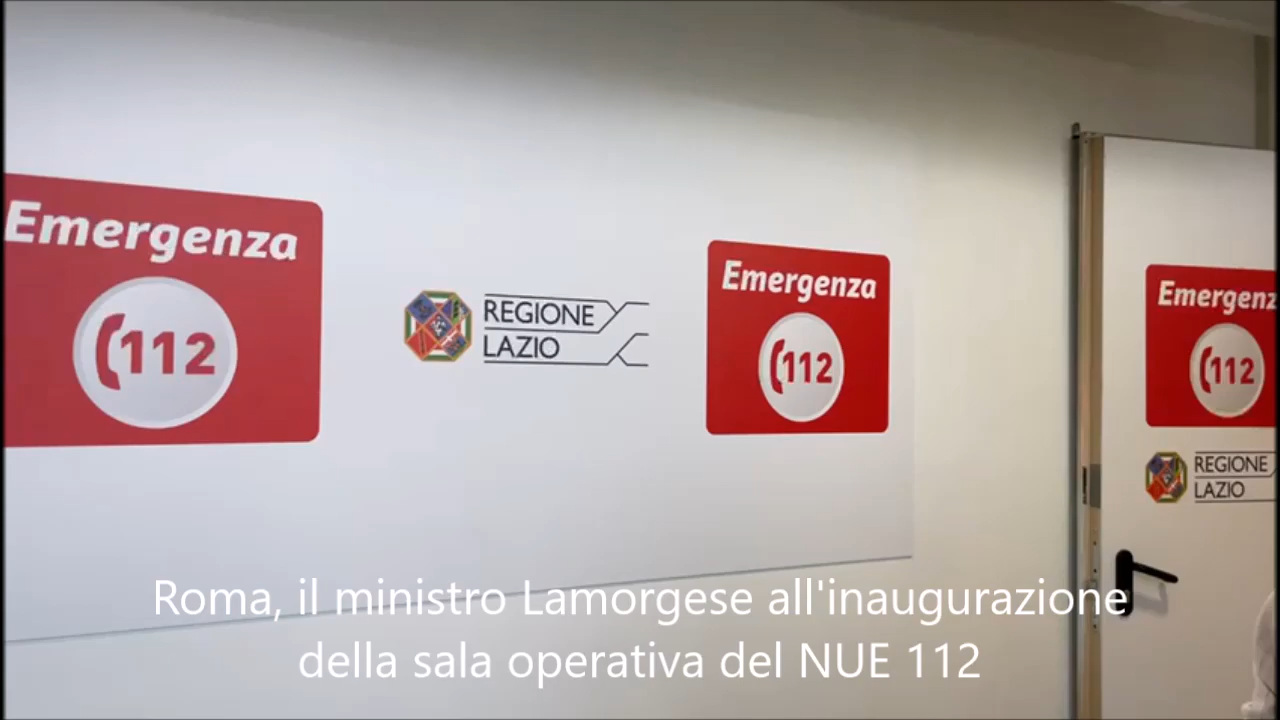 Emergenza
112
REGIONE
LAZIO
Emergenza
112
Emergenz
112
REGIONE
LAZIO
Roma, il ministro Lamorgese all'inaugurazione
della sala operativa del NUE 112